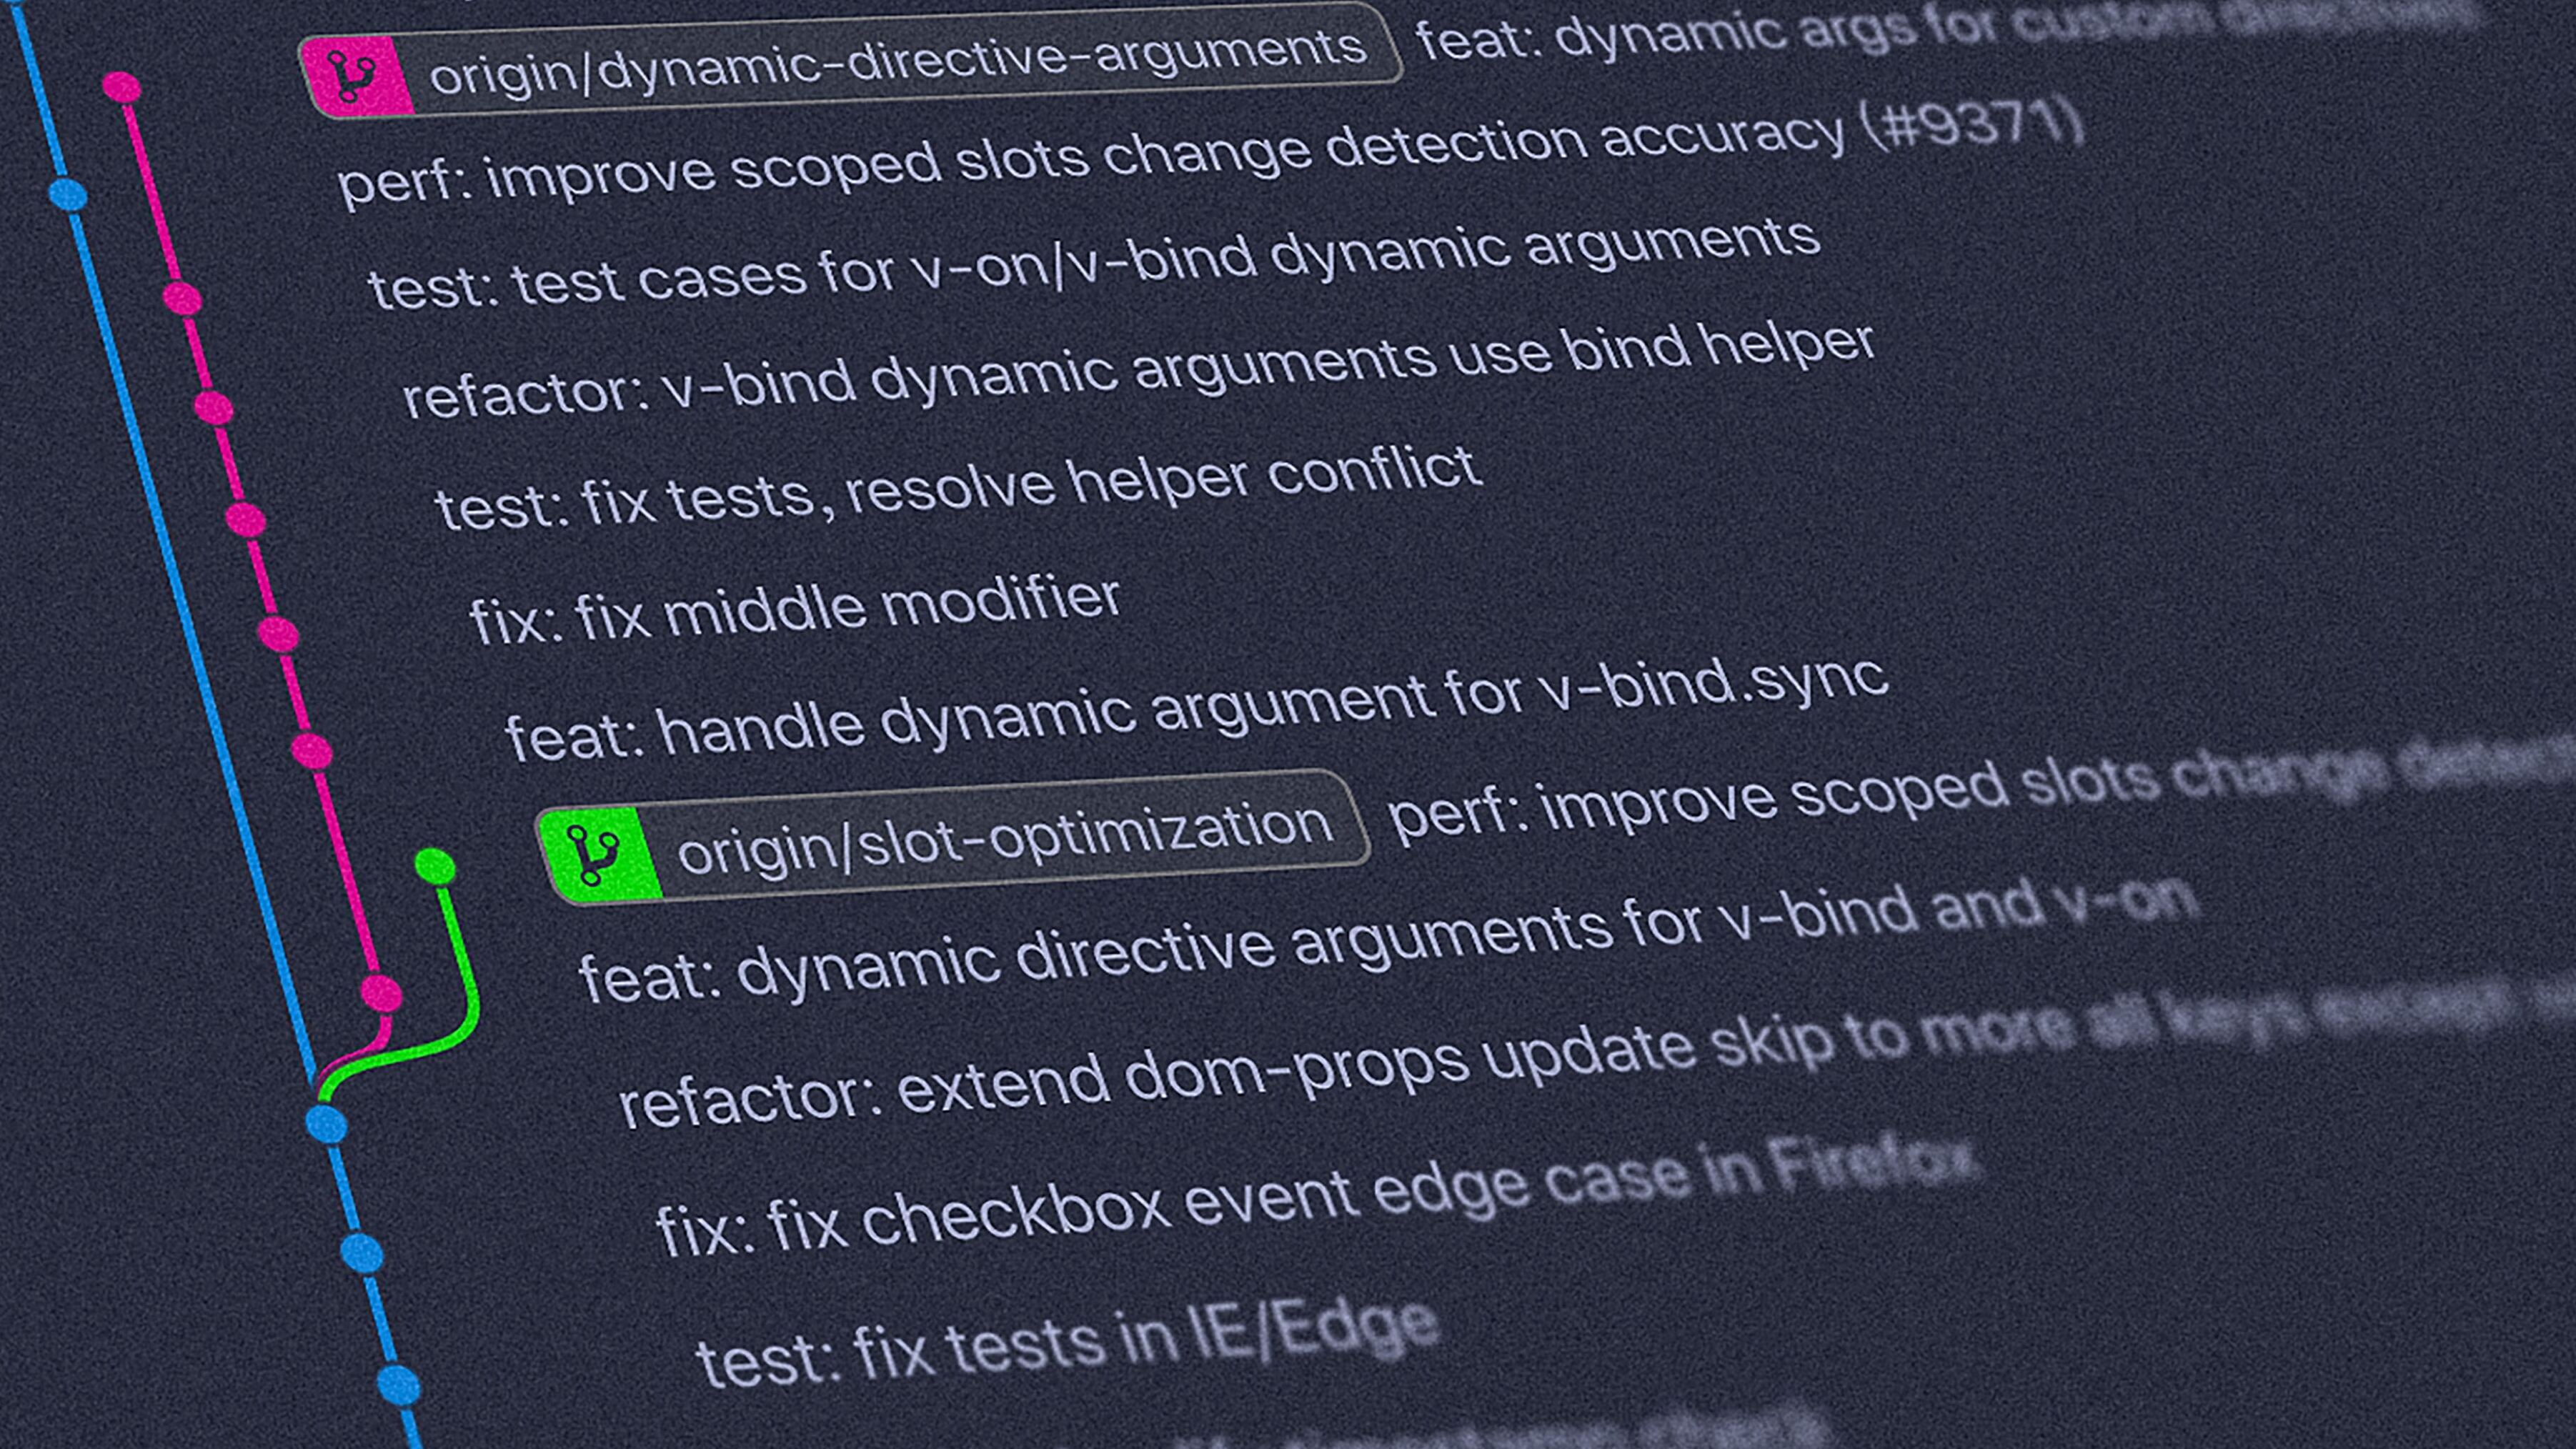 origin/dynamic-directive-arguments feat: dynamic args for custom directives
perf: improve scoped slots change detection accuracy (#9371)
test: test cases for v-on/v-bind dynamic arguments
refactor: v-bind dynamic arguments use bind helper
test: fix tests, resolve helper conflict
fix: fix middle modifier
feat: handle dynamic argument for v-bind.sync
origin/slot-optimization perf: improve scoped slots change
feat: dynamic directive arguments for v-bind and v-on
refactor: extend dom-props update skip to more all keys except
fix: fix checkbox event edge case in Firefox
test: fix tests in IE/Edge